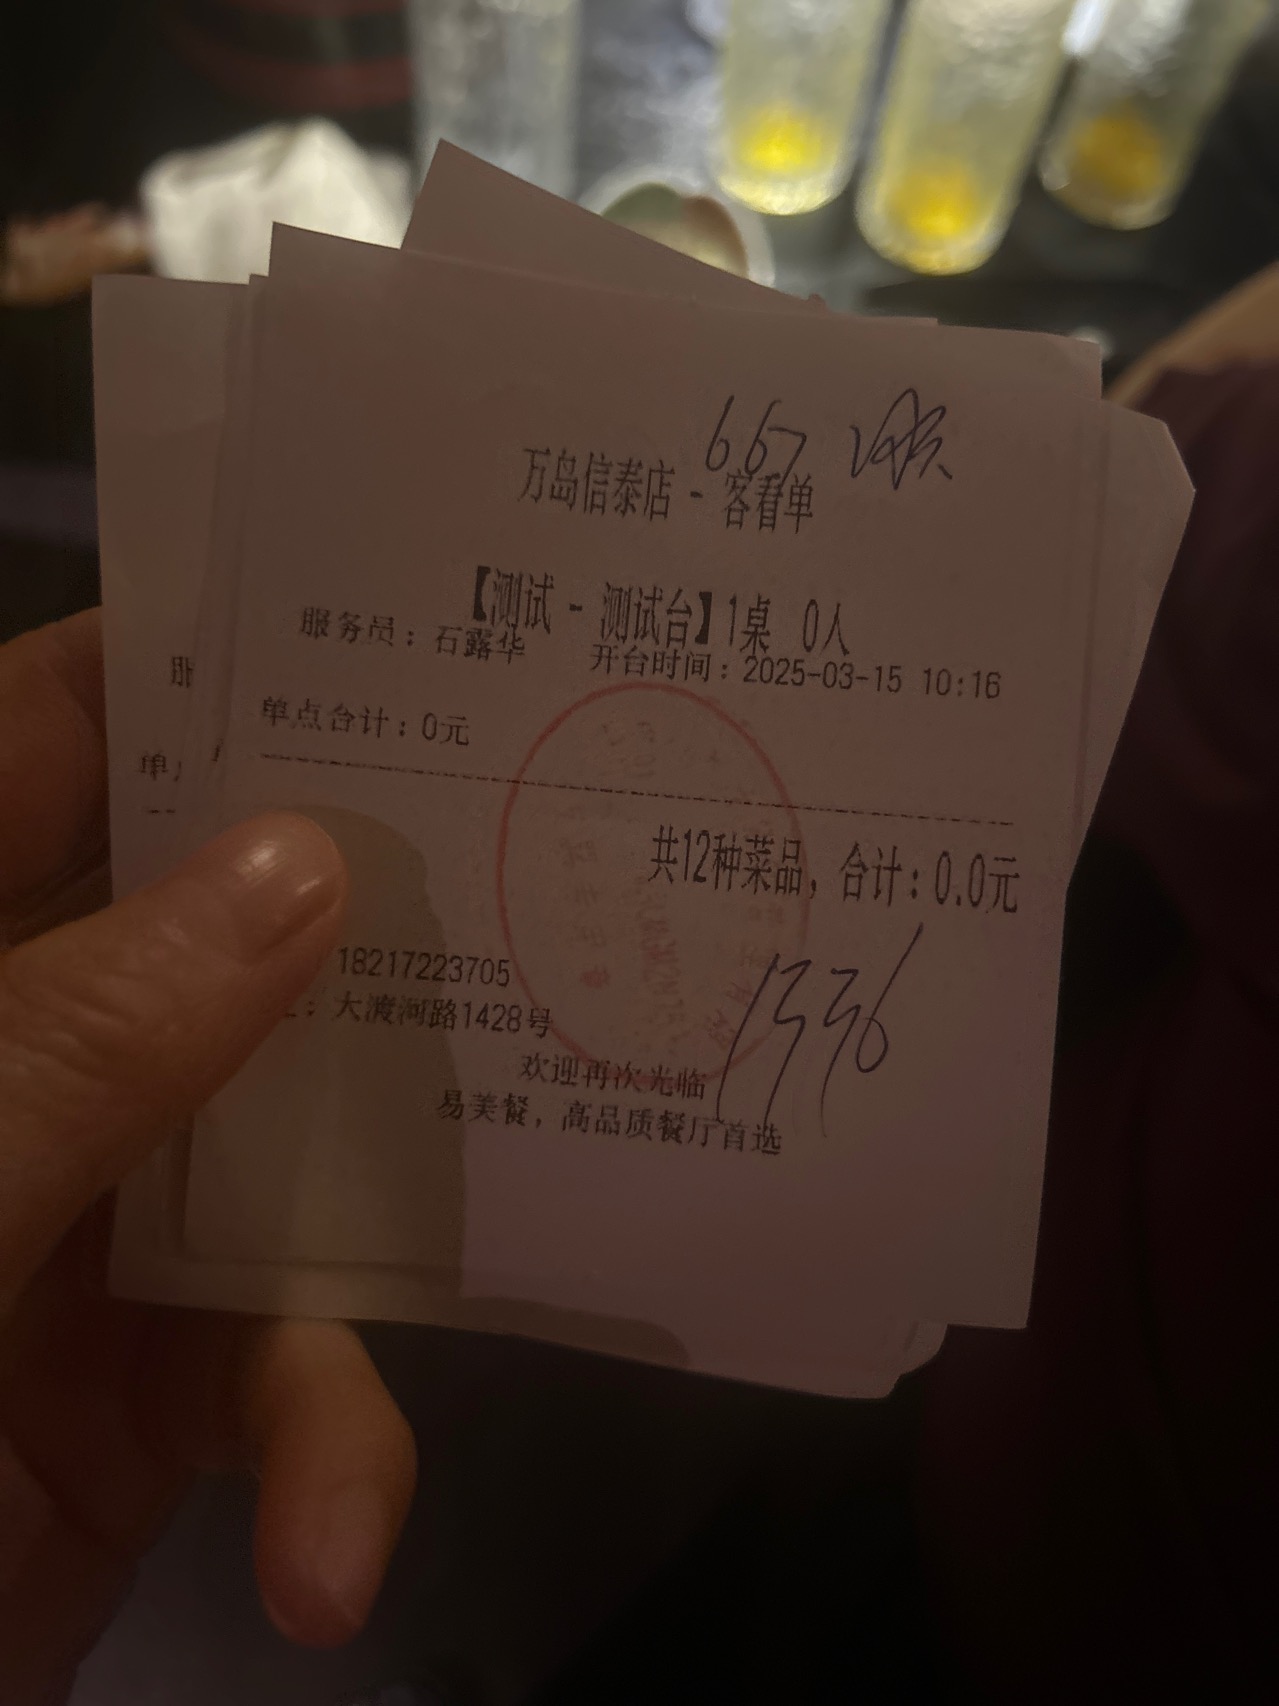 667
万岛信泰店 - 客看单
【测试 - 测试台】1桌 0人
服务员：石露华 开台时间：2025-03-15 10:16
单点合计：0元
共12种菜品，合计：0.0元
18217223705
：大渡河路1428号
1336
欢迎再次光临
易美餐，高品质餐厅首选
服
单点